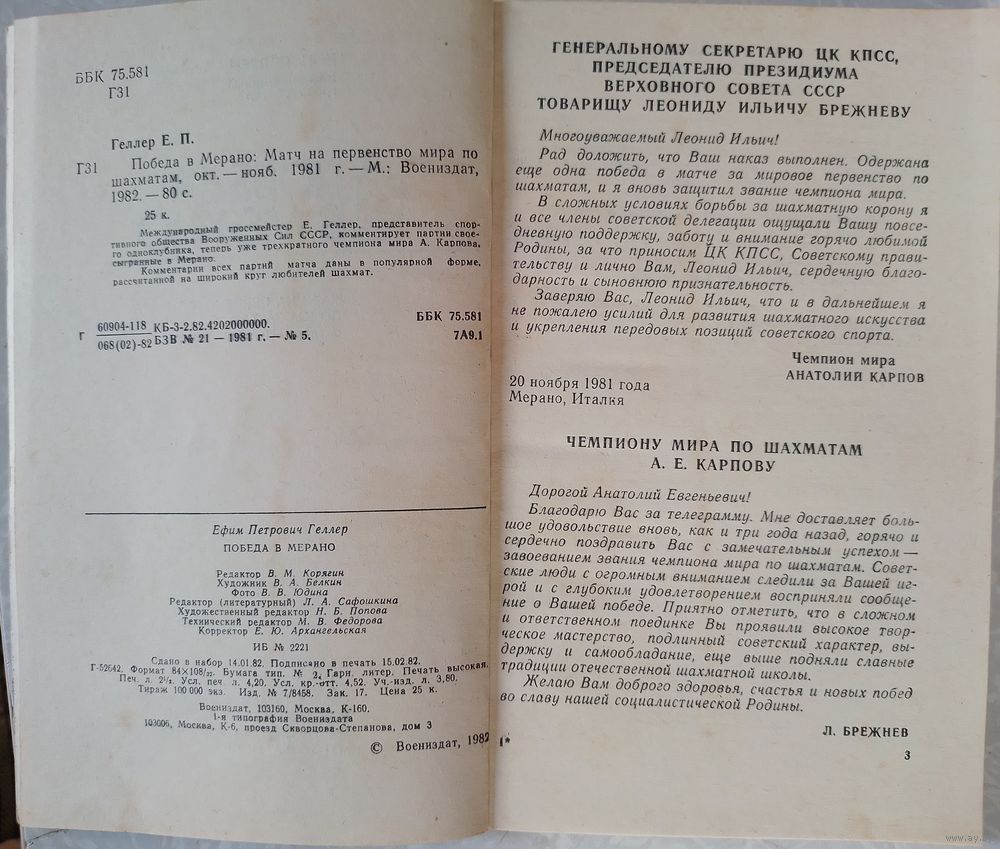 ББК 75.581
Г31
Геллер Е. П.
Г31 Победа в Мерано: Матч на первенство мира по
шахматам, окт. — нояб. 1981 г. — М.: Воениздат,
1982. — 80 с.
25 к.
Международный гроссмейстер Е. Геллер, представитель спор-
тивного общества Вооруженных Сил СССР, комментирует партии свое-
го одноклубника, теперь уже трехкратного чемпиона мира А. Карпова,
сыгранные в Мерано.
Комментарии всех партий матча даны в популярной форме,
рассчитанной на широкий круг любителей шахмат.
Г 60904-118 КБ-3-2.82.4202000000. ББК 75.581
068(02)-82 БЗВ № 21 — 1981 г. — № 5. 7А9.1
Ефим Петрович Геллер
ПОБЕДА В МЕРАНО
Редактор В. М. Корягин
Художник В. А. Белкин
Фото В. В. Юдина
Редактор (литературный) Л. А. Сафошкина
Художественный редактор Н. Б. Попова
Технический редактор М. В. Федорова
Корректор Е. Ю. Архангельская
ИБ № 2221
Сдано в набор 14.01.82. Подписано в печать 15.02.82.
Г-52642. Формат 84×108/32. Бумага тип. № 2. Гарн. литер. Печать высокая.
Печ. л. 2½. Усл. печ л. 4,20. Усл. кр.-отт. 4,52. Уч.-изд. л. 3,80.
Тираж 100 000 экз. Изд. № 7/8458. Зак. 17. Цена 25 к.
Воениздат, 103160, Москва, К-160.
1-я типография Воениздата
103006, Москва, К-6, проезд Скворцова-Степанова, дом 3
© Воениздат, 1982
ГЕНЕРАЛЬНОМУ СЕКРЕТАРЮ ЦК КПСС,
ПРЕДСЕДАТЕЛЮ ПРЕЗИДИУМА
ВЕРХОВНОГО СОВЕТА СССР
ТОВАРИЩУ ЛЕОНИДУ ИЛЬИЧУ БРЕЖНЕВУ
Многоуважаемый Леонид Ильич!
Рад доложить, что Ваш наказ выполнен. Одержана
еще одна победа в матче за мировое первенство по
шахматам, и я вновь защитил звание чемпиона мира.
В сложных условиях борьбы за шахматную корону я
и все члены советской делегации ощущали Вашу повсе-
дневную поддержку, заботу и внимание горячо любимой
Родины, за что приносим ЦК КПСС, Советскому прави-
тельству и лично Вам, Леонид Ильич, сердечную благо-
дарность и сыновнюю признательность.
Заверяю Вас, Леонид Ильич, что и в дальнейшем я
не пожалею усилий для развития шахматного искусства
и укрепления передовых позиций советского спорта.
Чемпион мира
АНАТОЛИЙ КАРПОВ
20 ноября 1981 года
Мерано, Италия
ЧЕМПИОНУ МИРА ПО ШАХМАТАМ
А. Е. КАРПОВУ
Дорогой Анатолий Евгеньевич!
Благодарю Вас за телеграмму. Мне доставляет боль-
шое удовольствие вновь, как и три года назад, горячо и
сердечно поздравить Вас с замечательным успехом —
завоеванием звания чемпиона мира по шахматам. Совет-
ские люди с огромным вниманием следили за Вашей иг-
рой и с глубоким удовлетворением восприняли сообще-
ние о Вашей победе. Приятно отметить, что в сложном
и ответственном поединке Вы проявили высокое твор-
ческое мастерство, подлинный советский характер, вы-
держку и самообладание, еще выше подняли славные
традиции отечественной шахматной школы.
Желаю Вам доброго здоровья, счастья и новых побед
во славу нашей социалистической Родины.
Л. БРЕЖНЕВ
1* 3